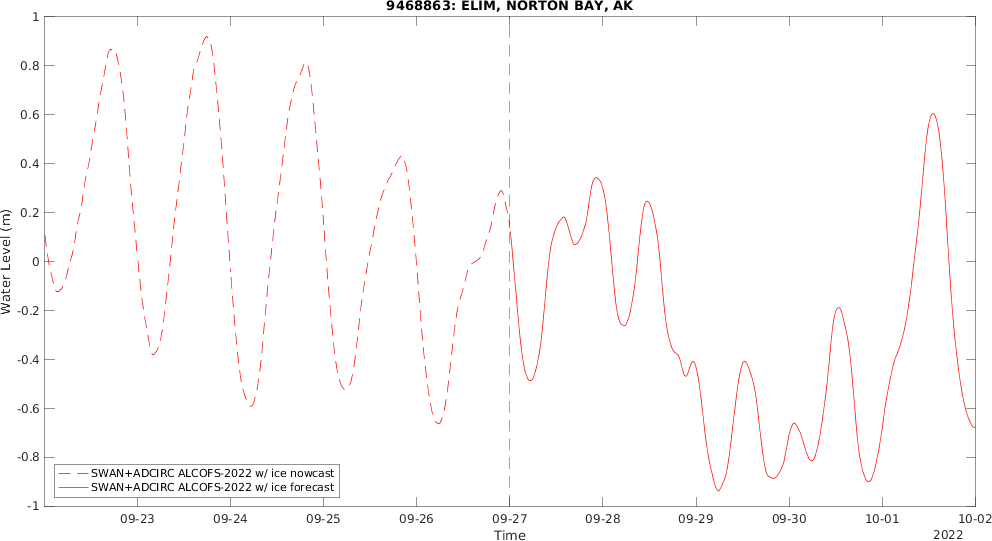 9468863: ELIM, NORTON BAY, AK
Water Level (m)
1
0.8
0.6
0.4
0.2
0
-0.2
-0.4
-0.6
-0.8
-1
SWAN+ADCIRC ALCOFS-2022 w/ ice nowcast
SWAN+ADCIRC ALCOFS-2022 w/ ice forecast
09-23 09-24 09-25 09-26 09-27 09-28 09-29 09-30 10-01 10-02
Time
2022